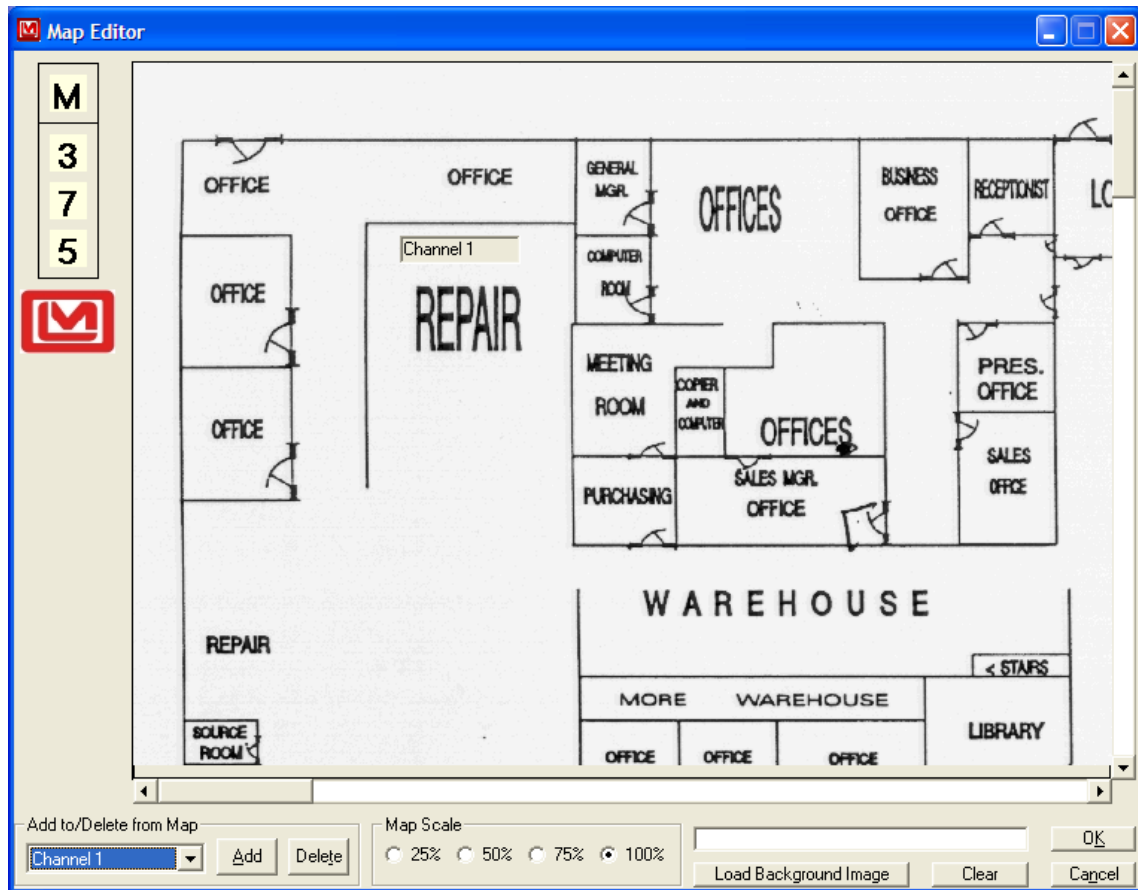 Map Editor
M
3
7
5
LM
OFFICE
OFFICE
GENERAL
MGR.
OFFICES
BUSINESS
OFFICE
RECEPTIONIST
LO
Channel 1
COMPUTER
ROOM
OFFICE
REPAIR
MEETING
ROOM
COPIER
AND
COMPUTER
PRES.
OFFICE
OFFICE
OFFICES
SALES
OFFICE
PURCHASING
SALES MGR.
OFFICE
WAREHOUSE
REPAIR
< STAIRS
MORE WAREHOUSE
SOURCE
ROOM
LIBRARY
OFFICE
OFFICE
OFFICE
Add to/Delete from Map
Channel 1
Add
Delete
Map Scale
25%
50%
75%
100%
Load Background Image
Clear
OK
Cancel